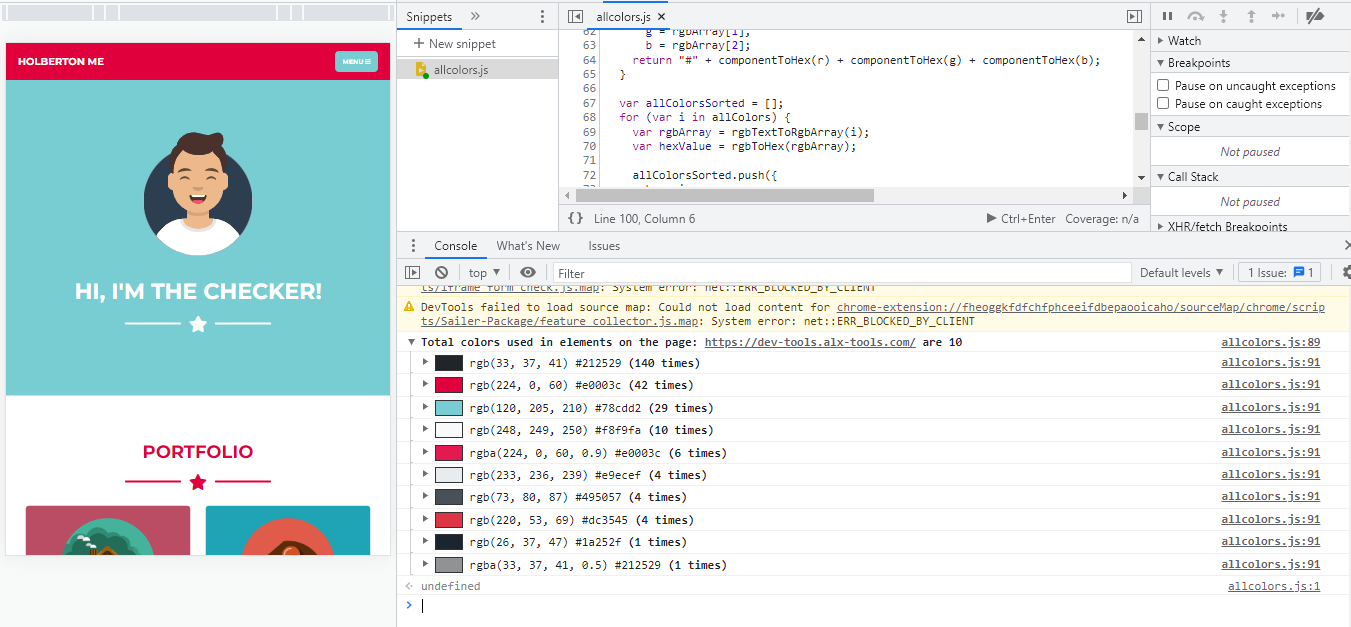 HOLBERTON ME
MENU
HI, I'M THE CHECKER!
PORTFOLIO
Snippets
New snippet
allcolors.js
allcolors.js
62 g = rgbArray[1],
63 b = rgbArray[2];
64 return "#" + componentToHex(r) + componentToHex(g) + componentToHex(b);
65 }
66
67 var allColorsSorted = [];
68 for (var i in allColors) {
69 var rgbArray = rgbTextToRgbArray(i);
70 var hexValue = rgbToHex(rgbArray);
71
72 allColorsSorted.push({
{} Line 100, Column 6
Ctrl+Enter Coverage: n/a
Watch
Breakpoints
Pause on uncaught exceptions
Pause on caught exceptions
Scope
Not paused
Call Stack
Not paused
XHR/fetch Breakpoints
Console What's New Issues
top Filter Default levels 1 Issue: 1
ts/iframe_form_check.js.map: System error: net::ERR_BLOCKED_BY_CLIENT
DevTools failed to load source map: Could not load content for chrome-extension://fheoggkfdfchfphceeifdbepaooicaho/sourceMap/chrome/scrip
ts/Sailer-Package/feature_collector.js.map: System error: net::ERR_BLOCKED_BY_CLIENT
Total colors used in elements on the page: https://dev-tools.alx-tools.com/ are 10 allcolors.js:89
rgb(33, 37, 41) #212529 (140 times) allcolors.js:91
rgb(224, 0, 60) #e0003c (42 times) allcolors.js:91
rgb(120, 205, 210) #78cdd2 (29 times) allcolors.js:91
rgb(248, 249, 250) #f8f9fa (10 times) allcolors.js:91
rgba(224, 0, 60, 0.9) #e0003c (6 times) allcolors.js:91
rgb(233, 236, 239) #e9ecef (4 times) allcolors.js:91
rgb(73, 80, 87) #495057 (4 times) allcolors.js:91
rgb(220, 53, 69) #dc3545 (4 times) allcolors.js:91
rgb(26, 37, 47) #1a252f (1 times) allcolors.js:91
rgba(33, 37, 41, 0.5) #212529 (1 times) allcolors.js:91
undefined allcolors.js:1